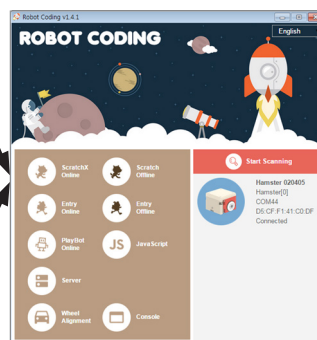 Robot Coding v1.4.1
ROBOT CODING
English
ScratchX
Online
Scratch
Offline
Entry
Online
Entry
Offline
PlayBot
Online
JS
JavaScript
Server
Wheel
Alignment
Console
Start Scanning
Hamster 020405
Hamster[0]
COM44
D5:CF:F1:41:C0:DF
Connected